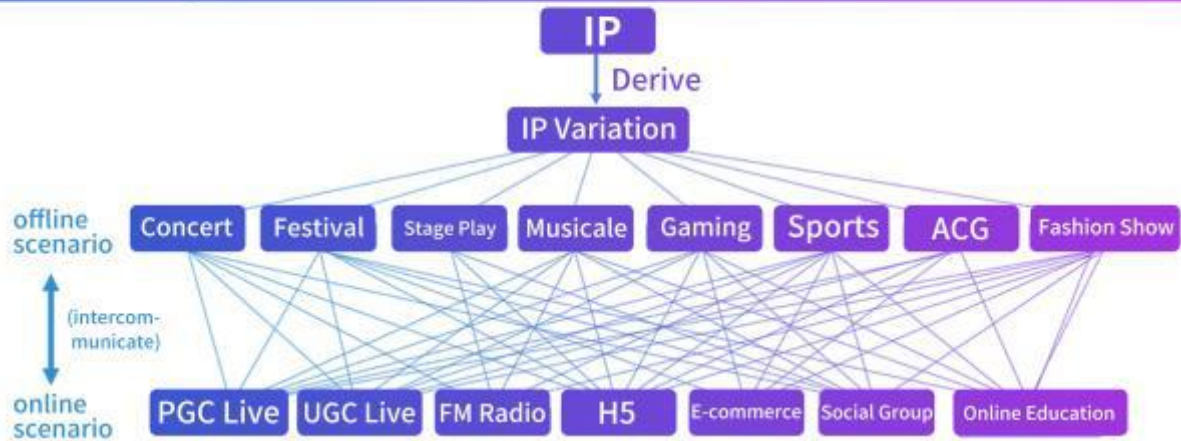 IP
Derive
IP Variation
offline
scenario
Concert
Festival
Stage Play
Musicale
Gaming
Sports
ACG
Fashion Show
(intercom-
municate)
online
scenario
PGC Live
UGC Live
FM Radio
H5
E-commerce
Social Group
Online Education